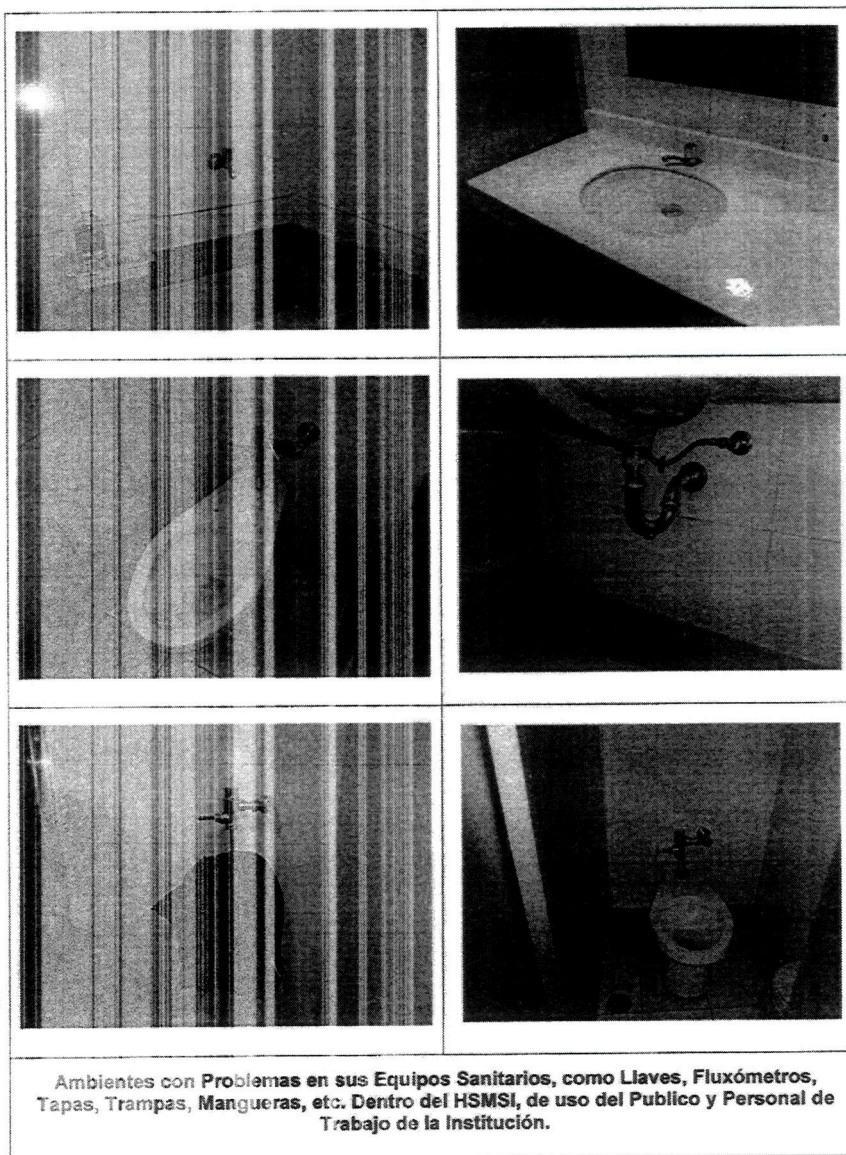 Ambientes con Problemas en sus Equipos Sanitarios, como Llaves, Fluxómetros,
Tapas, Trampas, Mangueras, etc. Dentro del HSMSI, de uso del Publico y Personal de
Trabajo de la Institución.